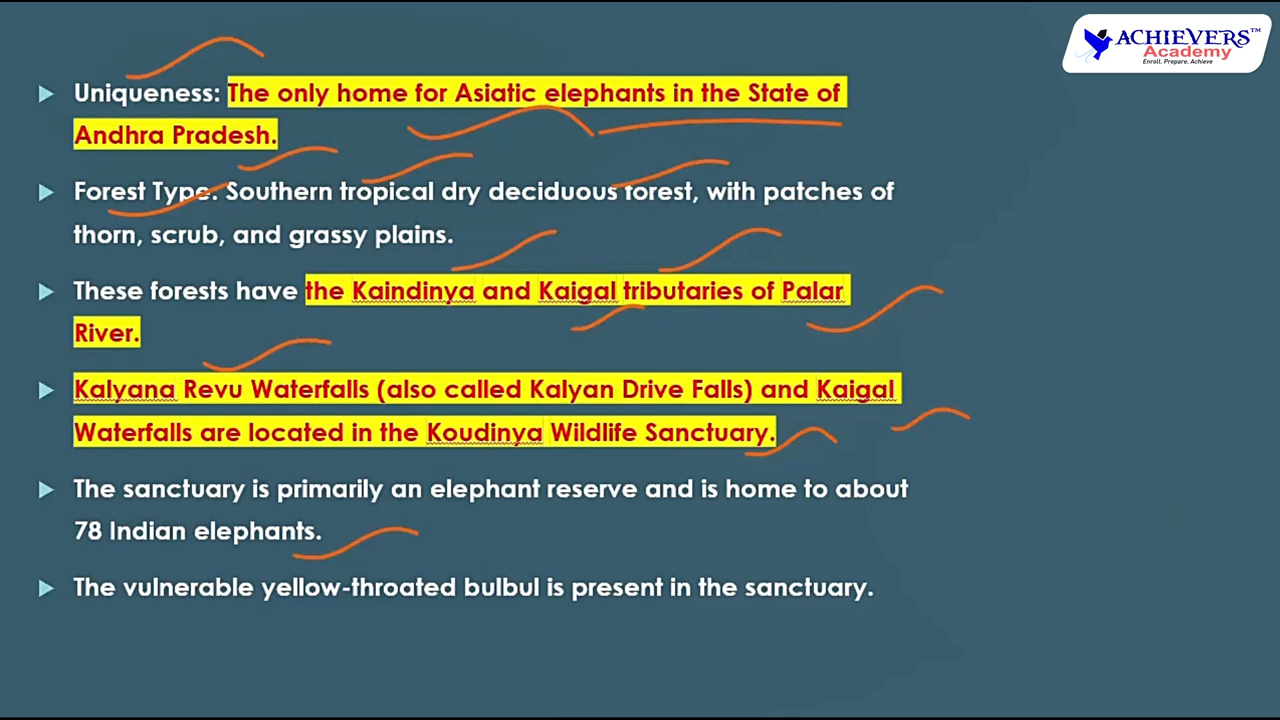 ACHIEVERS™
Academy
Enroll. Prepare. Achieve
Uniqueness: The only home for Asiatic elephants in the State of
Andhra Pradesh.
Forest Type: Southern tropical dry deciduous forest, with patches of
thorn, scrub, and grassy plains.
These forests have the Kaindinya and Kaigal tributaries of Palar
River.
Kalyana Revu Waterfalls (also called Kalyan Drive Falls) and Kaigal
Waterfalls are located in the Koudinya Wildlife Sanctuary.
The sanctuary is primarily an elephant reserve and is home to about
78 Indian elephants.
The vulnerable yellow-throated bulbul is present in the sanctuary.